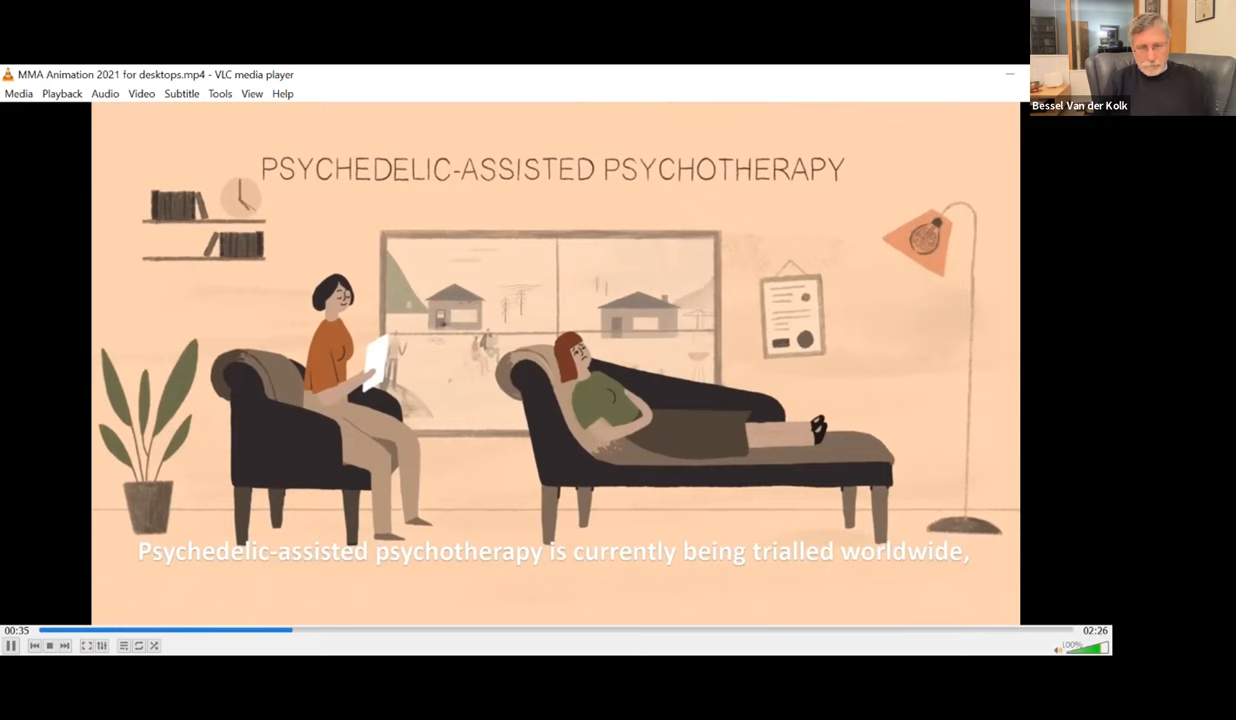 MMA Animation 2021 for desktops.mp4 - VLC media player
Media Playback Audio Video Subtitle Tools View Help
Bessel Van der Kolk
PSYCHEDELIC-ASSISTED PSYCHOTHERAPY
Psychedelic-assisted psychotherapy is currently being trialled worldwide,
00:35
02:26
100%